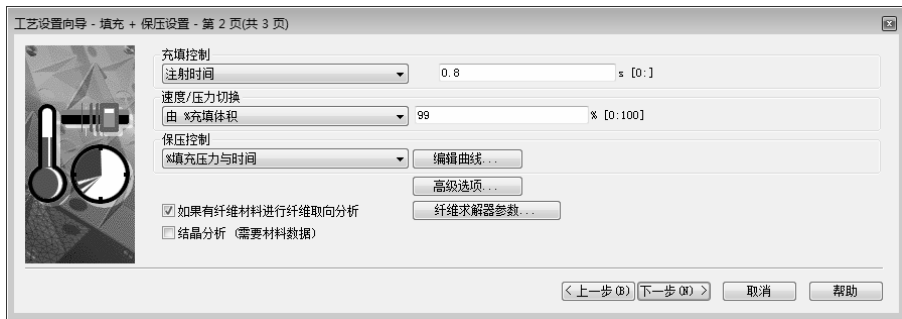 工艺设置向导 - 填充 + 保压设置 - 第 2 页(共 3 页)
充填控制
注射时间 0.8 s [0:]
速度/压力切换
由 %充填体积 99 % [0:100]
保压控制
%填充压力与时间 编辑曲线...
高级选项...
如果有纤维材料进行纤维取向分析 纤维求解器参数...
结晶分析 (需要材料数据)
< 上一步(B) 下一步(N) > 取消 帮助